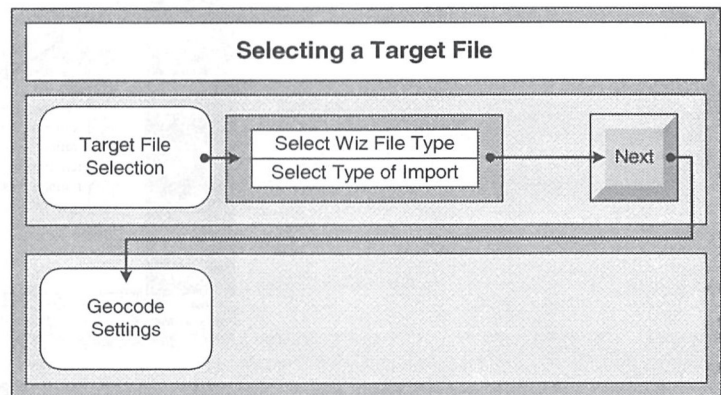 Selecting a Target File
Target File
Selection
Select Wiz File Type
Select Type of Import
Next
Geocode
Settings